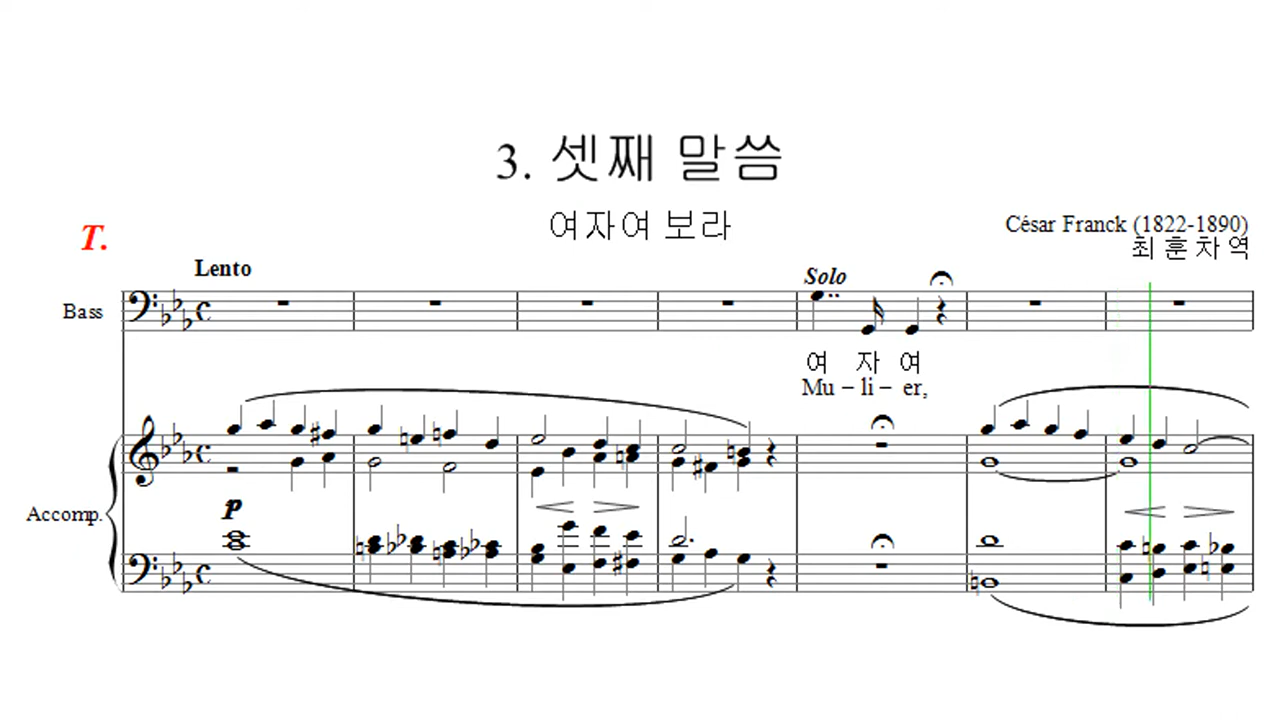 3. 셋째 말씀
여자여 보라
T.
César Franck (1822-1890)
최 훈 차 역
Lento
Solo
Bass
여 자 여
Mu – li – er,
p
Accomp.